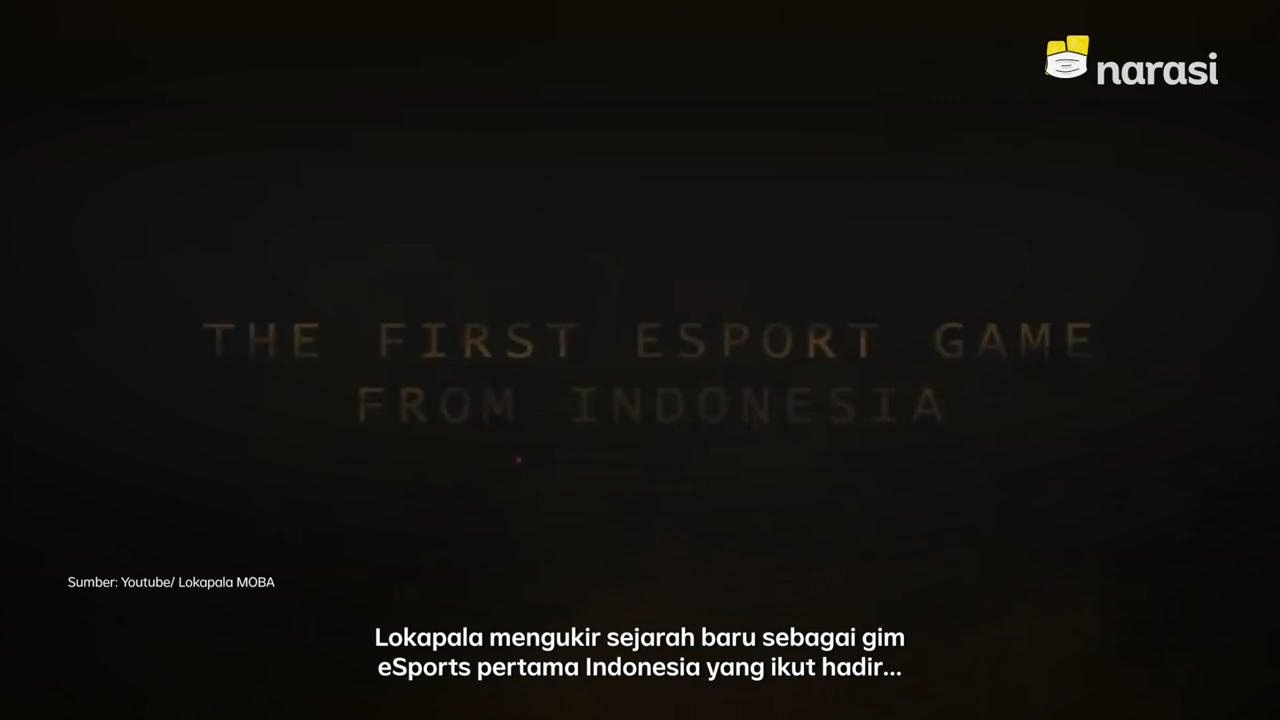 narasi
THE FIRST ESPORT GAME
FROM INDONESIA
Sumber: Youtube/ Lokapala MOBA
Lokapala mengukir sejarah baru sebagai gim
eSports pertama Indonesia yang ikut hadir...